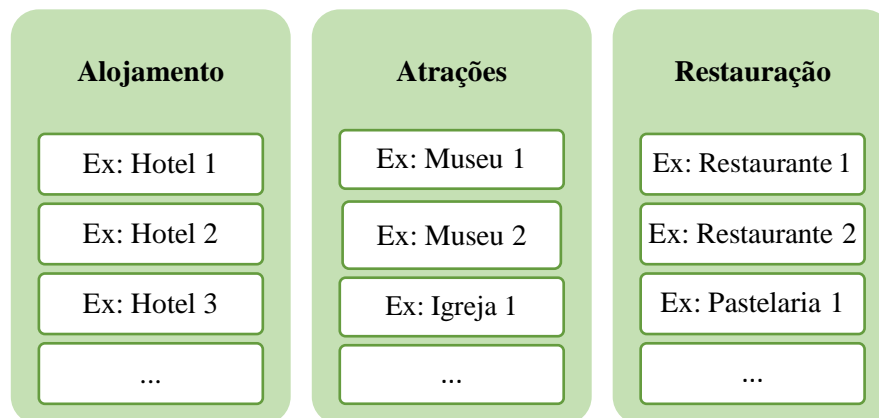 Alojamento
Ex: Hotel 1
Ex: Hotel 2
Ex: Hotel 3
...
Atrações
Ex: Museu 1
Ex: Museu 2
Ex: Igreja 1
...
Restauração
Ex: Restaurante 1
Ex: Restaurante 2
Ex: Pastelaria 1
...